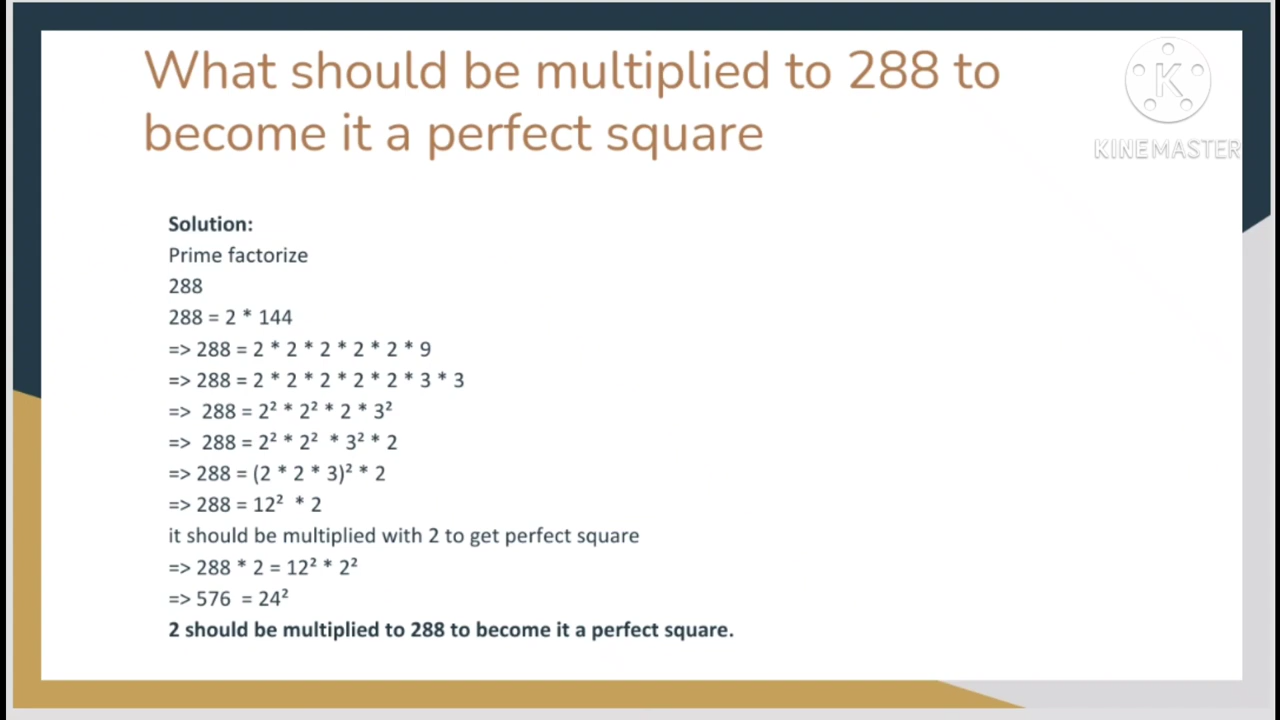 What should be multiplied to 288 to
become it a perfect square
K
KINEMASTER
Solution:
Prime factorize
288
288 = 2 * 144
=> 288 = 2 * 2 * 2 * 2 * 2 * 9
=> 288 = 2 * 2 * 2 * 2 * 2 * 3 * 3
=> 288 = 2² * 2² * 2 * 3²
=> 288 = 2² * 2² * 3² * 2
=> 288 = (2 * 2 * 3)² * 2
=> 288 = 12² * 2
it should be multiplied with 2 to get perfect square
=> 288 * 2 = 12² * 2²
=> 576 = 24²
2 should be multiplied to 288 to become it a perfect square.